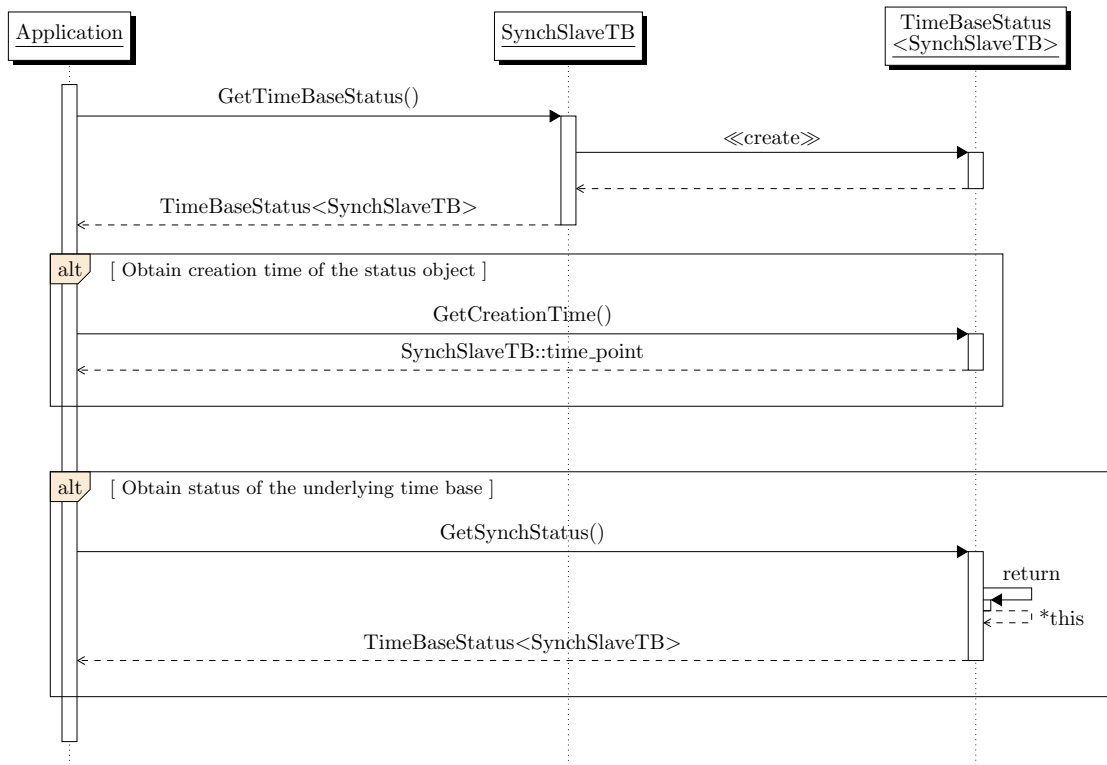 Application
SynchSlaveTB
TimeBaseStatus
<SynchSlaveTB>
GetTimeBaseStatus()
≪create≫
TimeBaseStatus<SynchSlaveTB>
alt [ Obtain creation time of the status object ]
GetCreationTime()
SynchSlaveTB::time_point
alt [ Obtain status of the underlying time base ]
GetSynchStatus()
return
*this
TimeBaseStatus<SynchSlaveTB>